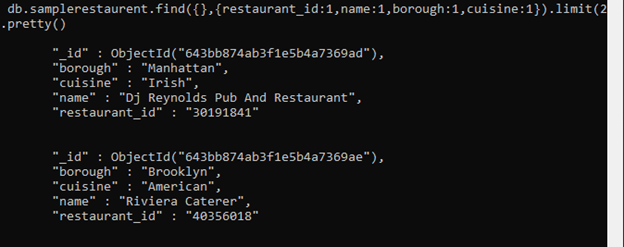 db.samplerestaurent.find({},{restaurant_id:1,name:1,borough:1,cuisine:1}).limit(2
.pretty()
"_id" : ObjectId("643bb874ab3f1e5b4a7369ad"),
"borough" : "Manhattan",
"cuisine" : "Irish",
"name" : "Dj Reynolds Pub And Restaurant",
"restaurant_id" : "30191841"
"_id" : ObjectId("643bb874ab3f1e5b4a7369ae"),
"borough" : "Brooklyn",
"cuisine" : "American",
"name" : "Riviera Caterer",
"restaurant_id" : "40356018"